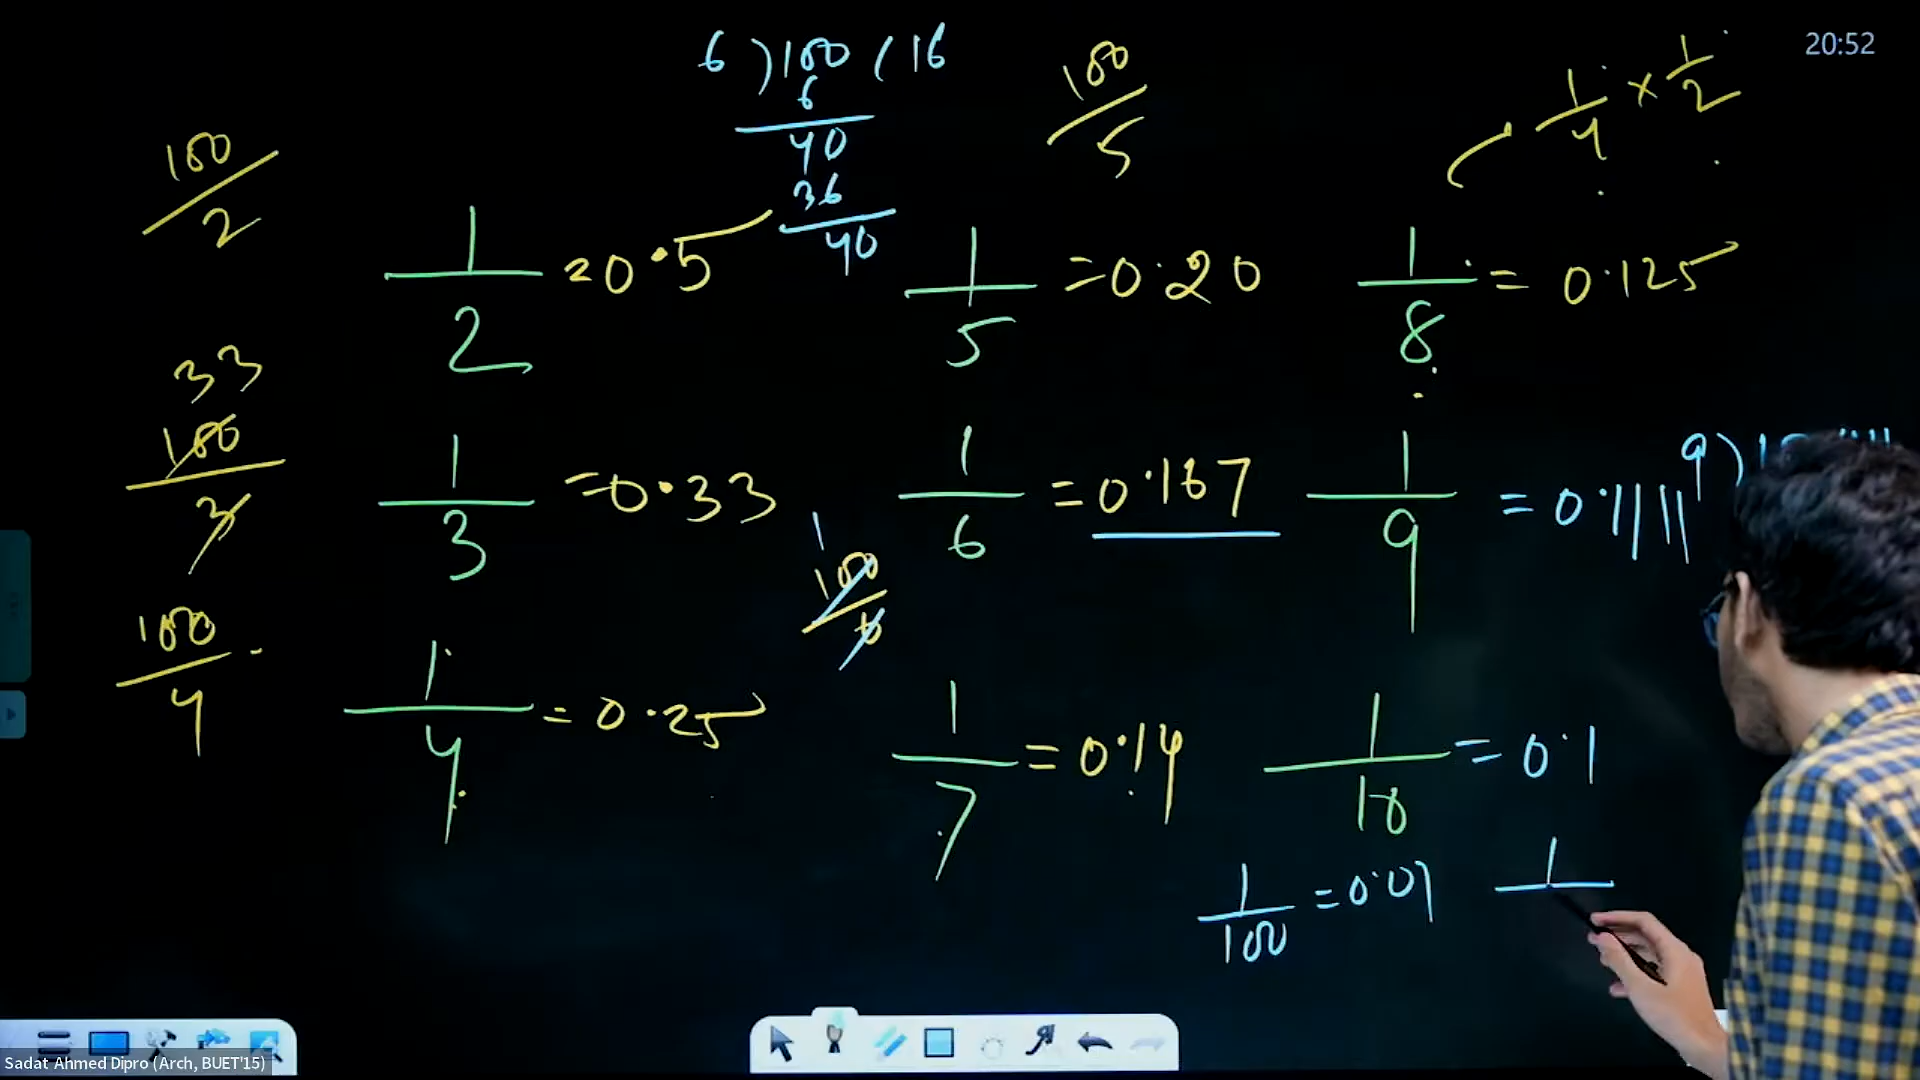 20:52
6 ) 100 ( 16
6
40
36
40
100/5
1/4 × 1/2
100/2
1/2 = 0.5
1/5 = 0.20
1/8 = 0.125
33
100/3
1/3 = 0.33
1/6 = 0.167
1/9 = 0.1111
9 )
1
100/6
100/4
1/4 = 0.25
1/7 = 0.14
1/10 = 0.1
1/100 = 0.01
1
Sadat Ahmed Dipro (Arch, BUET'15)